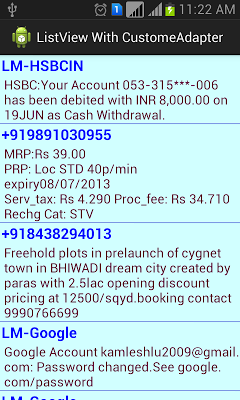 11:22 AM
ListView With CustomeAdapter
LM-HSBCIN
HSBC:Your Account 053-315***-006
has been debited with INR 8,000.00 on
19JUN as Cash Withdrawal.
+919891030955
MRP:Rs 39.00
PRP: Loc STD 40p/min
expiry08/07/2013
Serv_tax: Rs 4.290 Proc_fee: Rs 34.710
Rechg Cat: STV
+918438294013
Freehold plots in prelaunch of cygnet
town in BHIWADI dream city created by
paras with 2.5lac opening discount
pricing at 12500/sqyd.booking contact
9990766699
LM-Google
Google Account kamleshlu2009@gmail.
com: Password changed.See google.
com/password
LM-Google